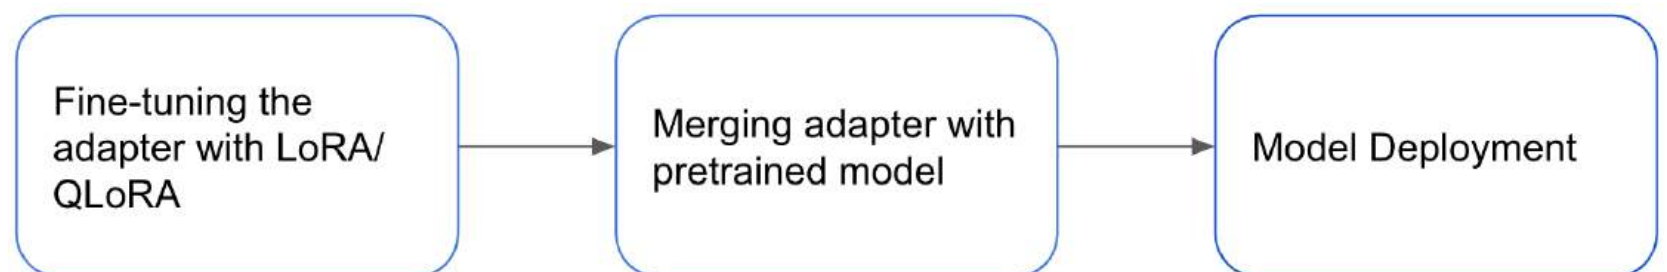 Fine-tuning the
adapter with LoRA/
QLoRA
Merging adapter with
pretrained model
Model Deployment